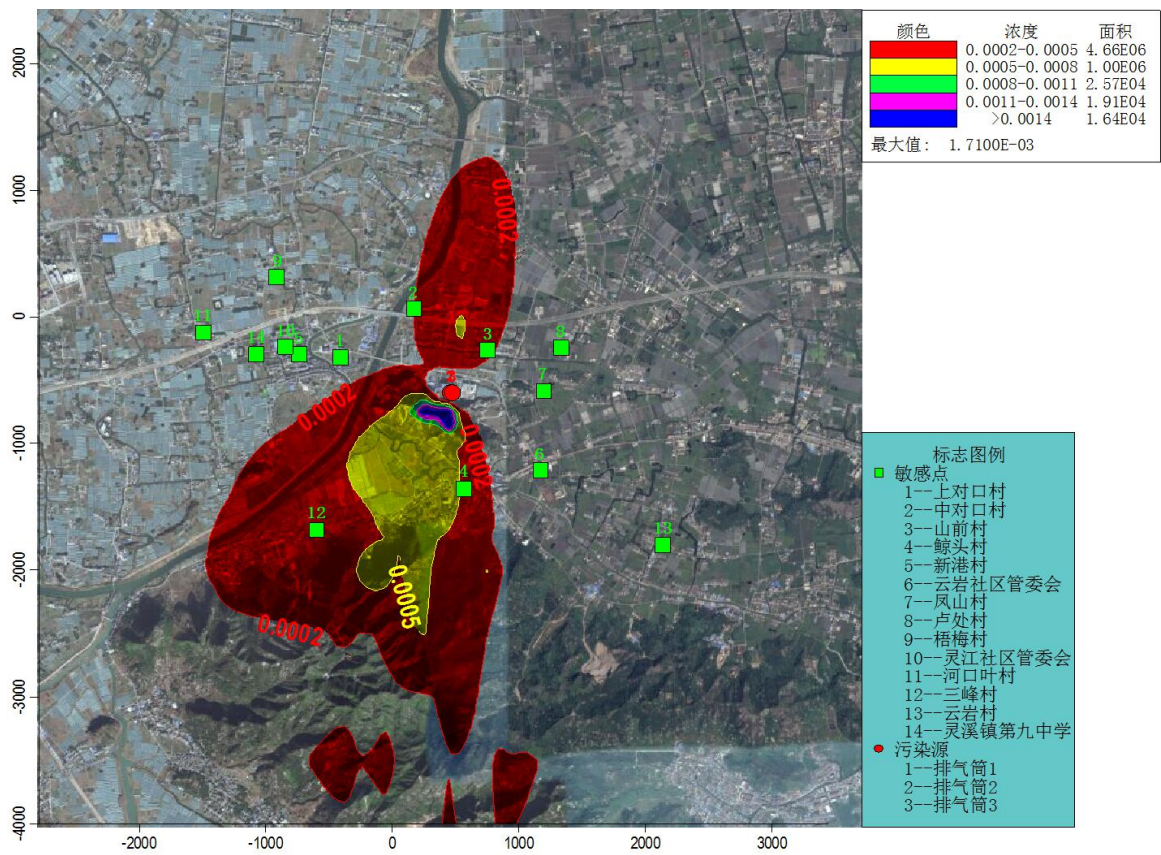 颜色 浓度 面积
0.0002-0.0005 4.66E06
0.0005-0.0008 1.00E06
0.0008-0.0011 2.57E04
0.0011-0.0014 1.91E04
>0.0014 1.64E04
最大值: 1.7100E-03
2000
1000
0
-1000
-2000
-3000
-4000
-2000 -1000 0 1000 2000 3000
0.0002
9
2
11
14
5
1
3
8
7
0.0002
0.0002
6
4
12
13
0.0005
0.0002
标志图例
敏感点
1--上对口村
2--中对口村
3--山前村
4--鲸头村
5--新港村
6--云岩社区管委会
7--凤山村
8--卢处村
9--梧梅村
10--灵江社区管委会
11--河口叶村
12--三峰村
13--云岩村
14--灵溪镇第九中学
污染源
1--排气筒1
2--排气筒2
3--排气筒3